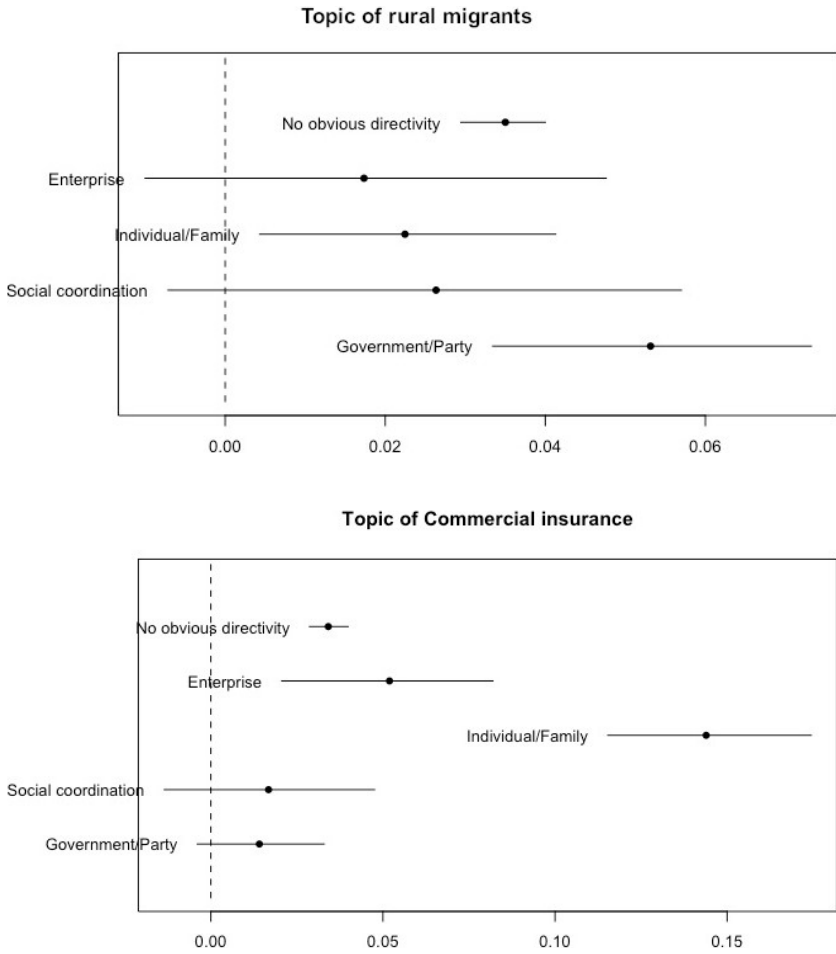 Topic of rural migrants
No obvious directivity
Enterprise
Individual/Family
Social coordination
Government/Party
0.00 0.02 0.04 0.06
Topic of Commercial insurance
No obvious directivity
Enterprise
Individual/Family
Social coordination
Government/Party
0.00 0.05 0.10 0.15